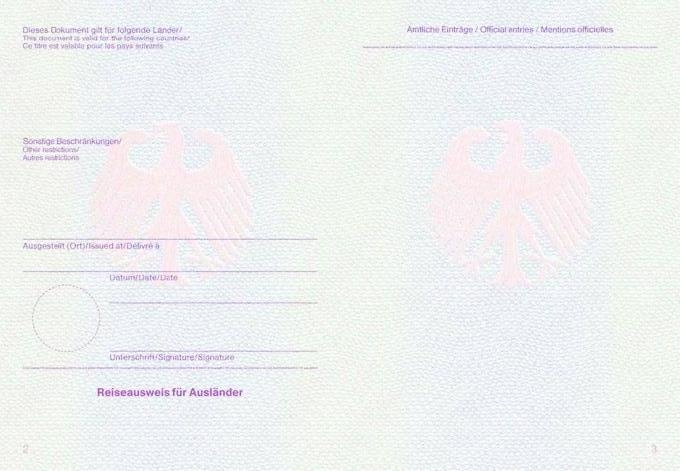 Dieses Dokument gilt für folgende Länder/
This document is valid for the following countries/
Ce titre est valable pour les pays suivants
Sonstige Beschränkungen/
Other restrictions/
Autres restrictions
Ausgestellt (Ort)/Issued at/Délivré à
Datum/Date/Date
Unterschrift/Signature/Signature
Reiseausweis für Ausländer
2
Amtliche Einträge / Official entries / Mentions officielles
3